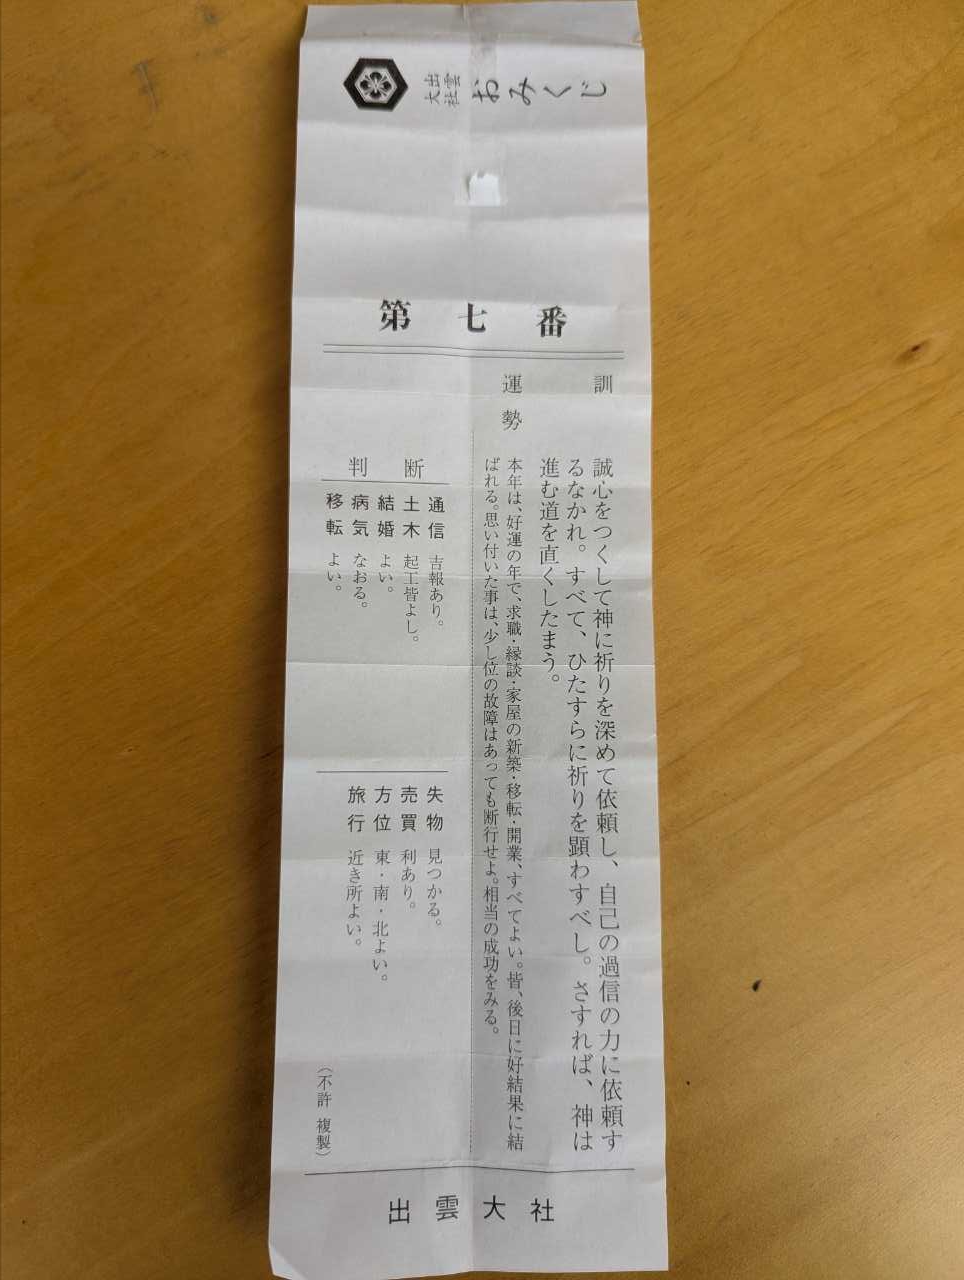 出雲
大社
おみくじ
第七番
訓
誠心をつくして神に祈りを深めて依頼し、自己の過信の力に依頼す
るなかれ。すべて、ひたすらに祈りを顕わすべし。さすれば、神は
進む道を直くしたまう。
運勢
本年は、好運の年で、求職・縁談・家屋の新築・移転・開業、すべてよい。皆、後日に好結果に結
ばれる。思い付いた事は、少し位の故障はあっても断行せよ。相当の成功をみる。
判断
通信 吉報あり。
土木 起工皆よし。
結婚 よい。
病気 なおる。
移転 よい。
失物 見つかる。
売買 利あり。
方位 東・南・北よい。
旅行 近き所よい。
(不許 複製)
出雲大社